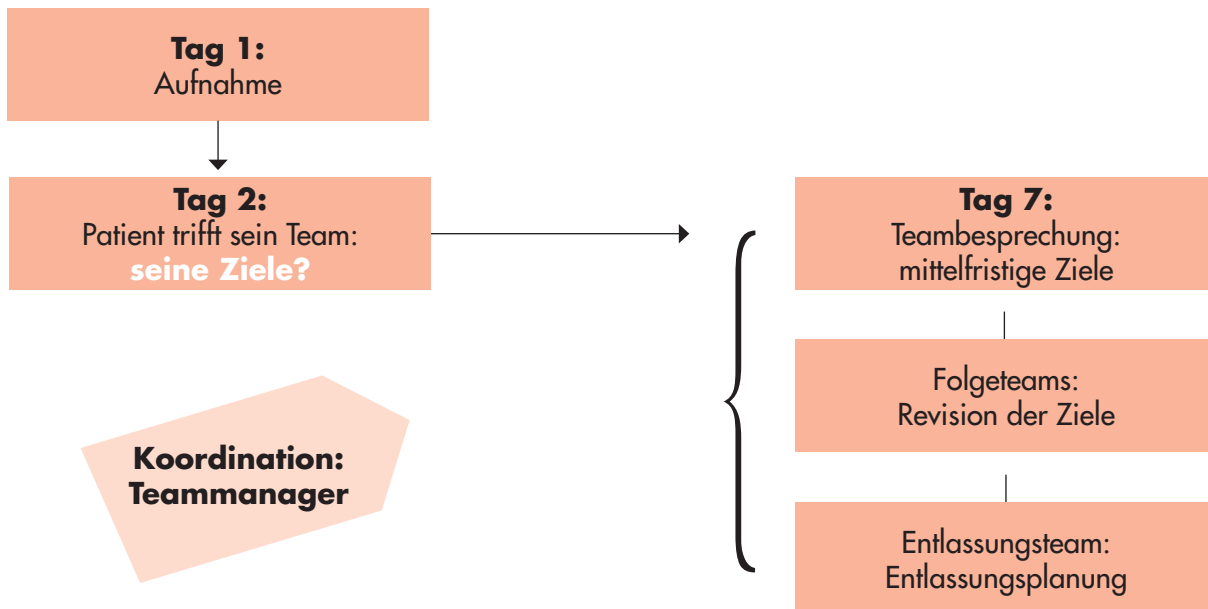 Tag 1:
Aufnahme
Tag 2:
Patient trifft sein Team:
seine Ziele?
Koordination:
Teammanager
Tag 7:
Teambesprechung:
mittelfristige Ziele
Folgeteams:
Revision der Ziele
Entlassungsteam:
Entlassungsplanung